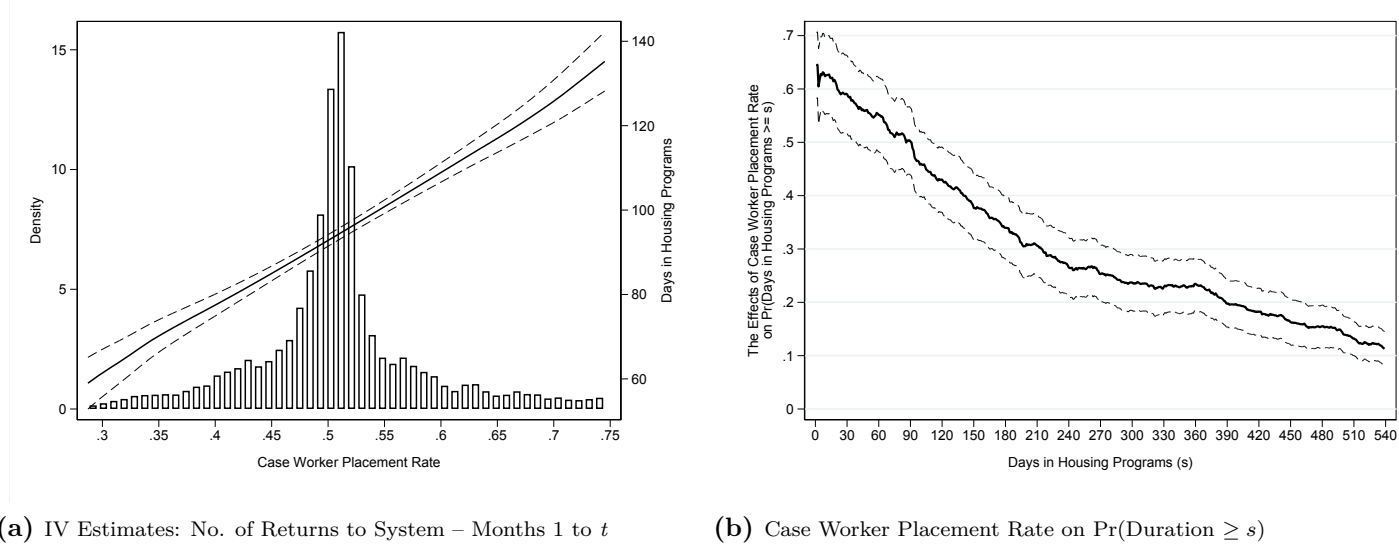 15
10
5
0
Density
140
120
100
80
60
Days in Housing Programs
.3 .35 .4 .45 .5 .55 .6 .65 .7 .75
Case Worker Placement Rate
(a) IV Estimates: No. of Returns to System – Months 1 to t
.7
.6
.5
.4
.3
.2
.1
0
The Effects of Case Worker Placement Rate
on Pr(Days in Housing Programs >= s)
0 30 60 90 120 150 180 210 240 270 300 330 360 390 420 450 480 510 540
Days in Housing Programs (s)
(b) Case Worker Placement Rate on Pr(Duration ≥ s)